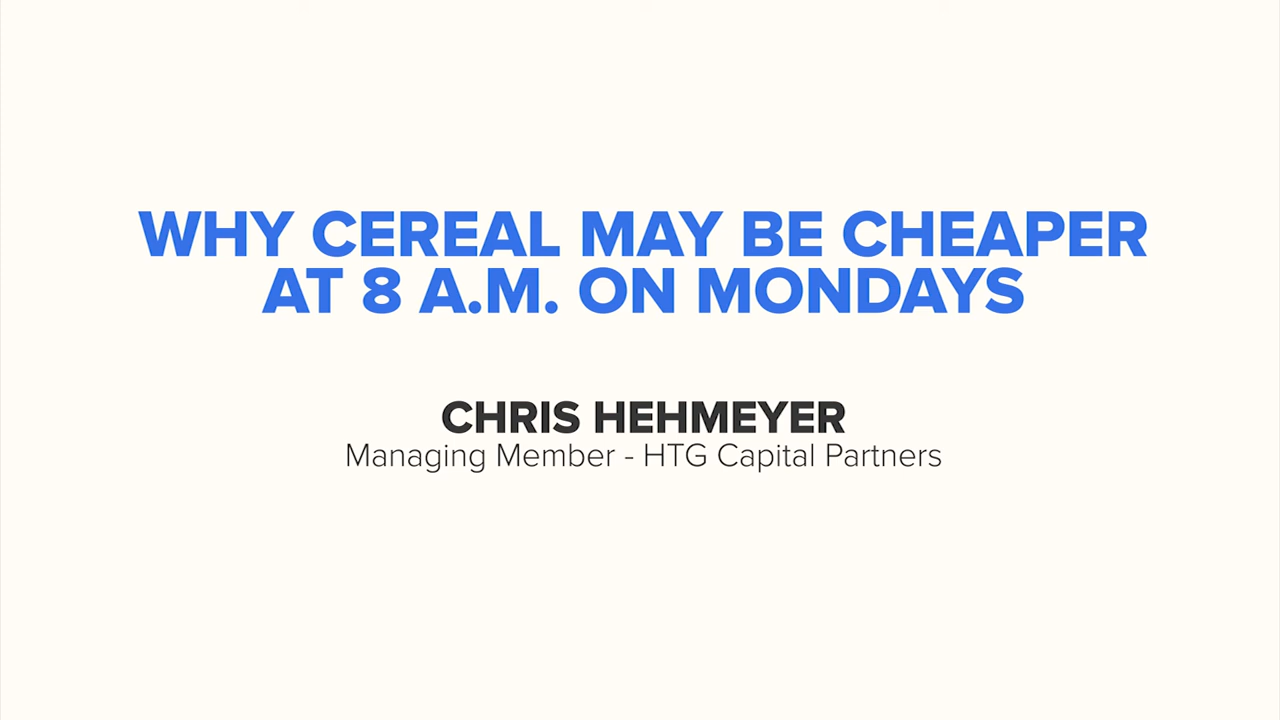 WHY CEREAL MAY BE CHEAPER
AT 8 A.M. ON MONDAYS
CHRIS HEHMEYER
Managing Member - HTG Capital Partners